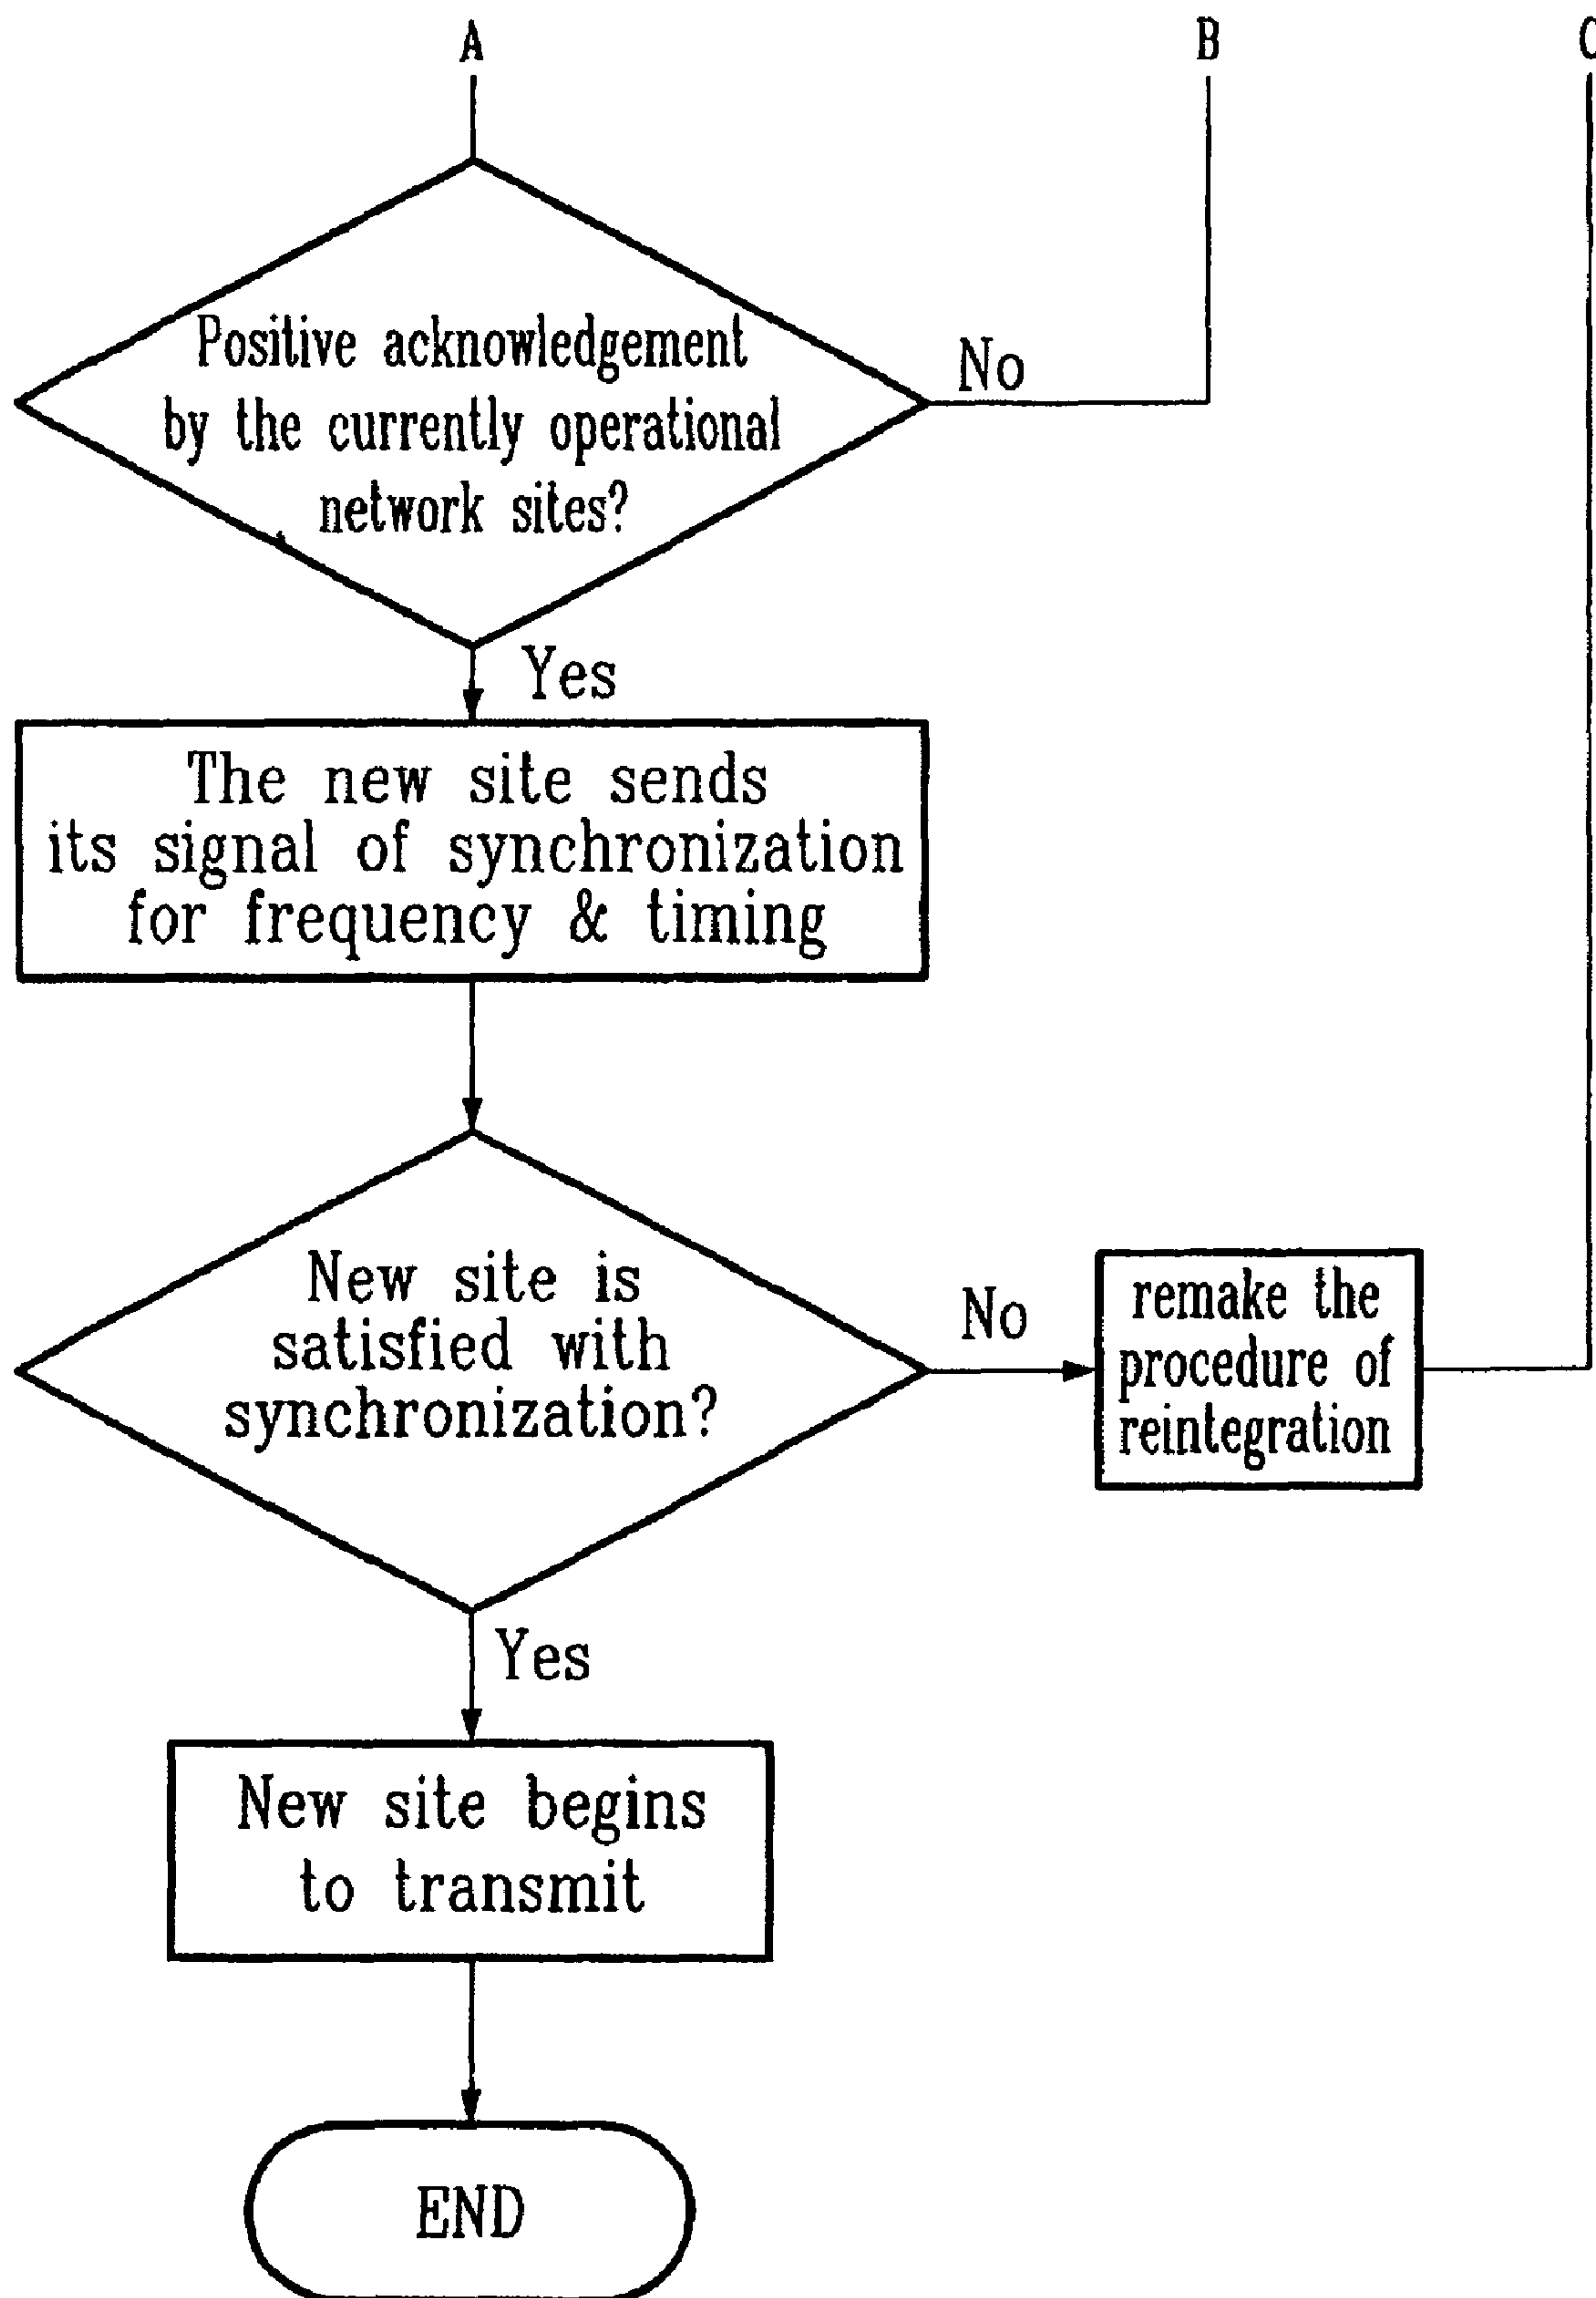 A
B
C
Positive acknowledgement
by the currently operational
network sites?
No
Yes
The new site sends
its signal of synchronization
for frequency & timing
New site is
satisfied with
synchronization?
No
remake the
procedure of
reintegration
Yes
New site begins
to transmit
END